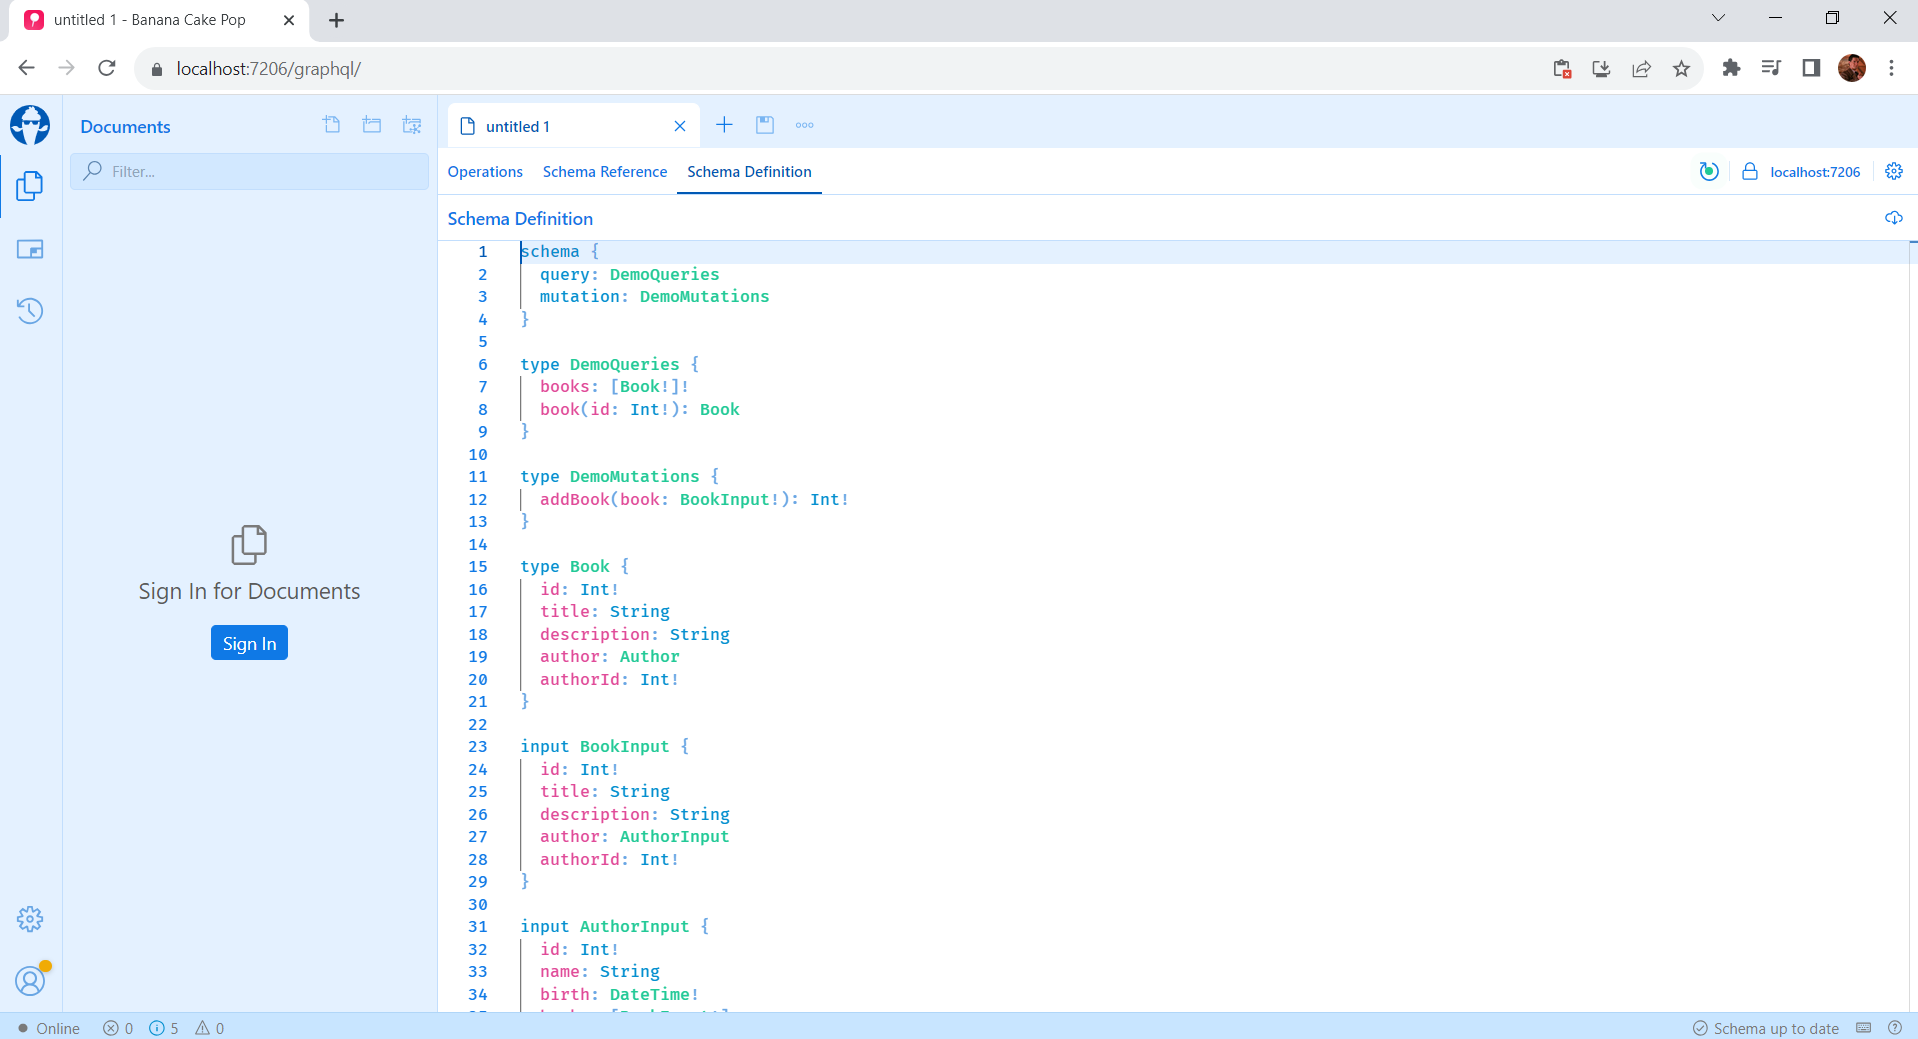 untitled 1 - Banana Cake Pop
localhost:7206/graphql/
Documents
Filter...
Sign In for Documents
Sign In
untitled 1
Operations Schema Reference Schema Definition
localhost:7206
Schema Definition
1 schema {
2   query: DemoQueries
3   mutation: DemoMutations
4 }
5
6 type DemoQueries {
7   books: [Book!]!
8   book(id: Int!): Book
9 }
10
11 type DemoMutations {
12   addBook(book: BookInput!): Int!
13 }
14
15 type Book {
16   id: Int!
17   title: String
18   description: String
19   author: Author
20   authorId: Int!
21 }
22
23 input BookInput {
24   id: Int!
25   title: String
26   description: String
27   author: AuthorInput
28   authorId: Int!
29 }
30
31 input AuthorInput {
32   id: Int!
33   name: String
34   birth: DateTime!
Online 0 5 0
Schema up to date